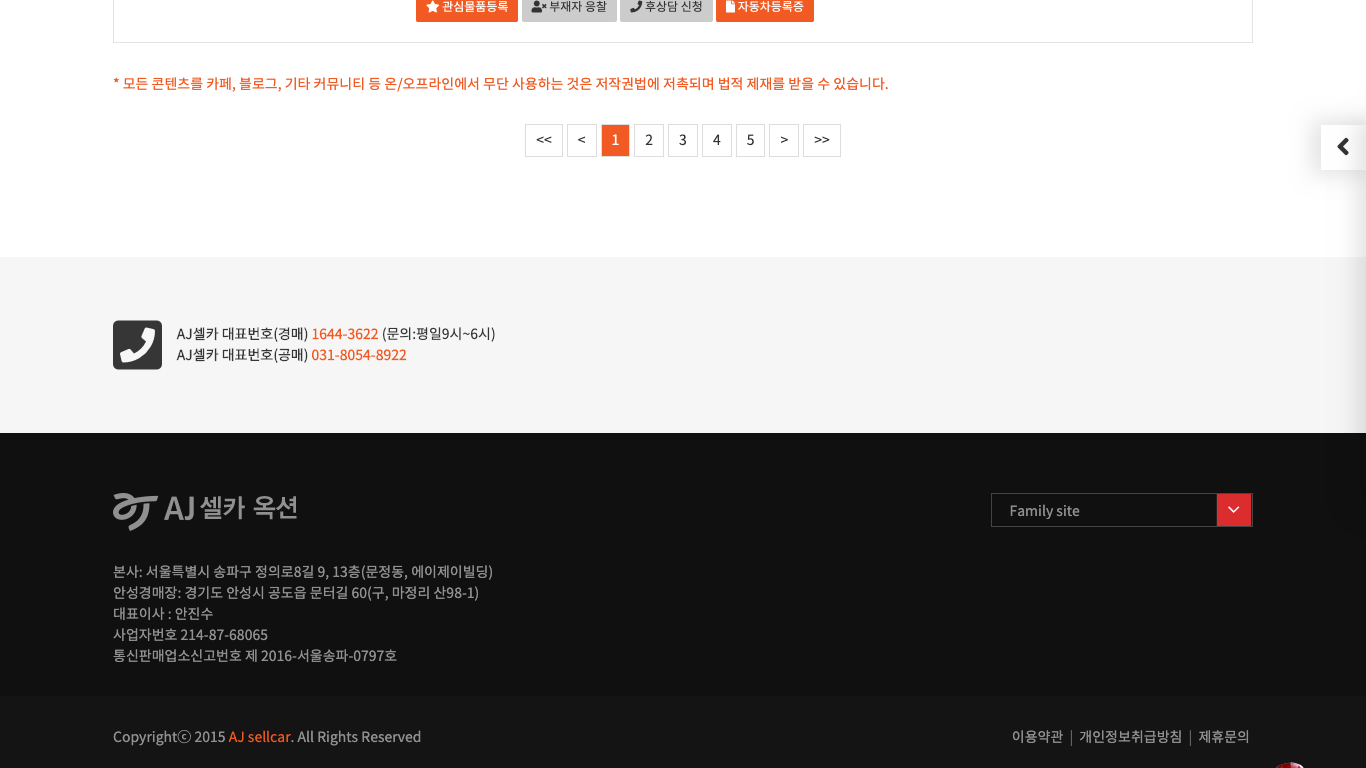 관심물품등록 부재자 응찰 후상담 신청 자동차등록증
* 모든 콘텐츠를 카페, 블로그, 기타 커뮤니티 등 온/오프라인에서 무단 사용하는 것은 저작권법에 저촉되며 법적 제재를 받을 수 있습니다.
<< < 1 2 3 4 5 > >>
AJ셀카 대표번호(경매) 1644-3622 (문의:평일9시~6시)
AJ셀카 대표번호(공매) 031-8054-8922
AJ 셀카 옥션
Family site
본사: 서울특별시 송파구 정의로8길 9, 13층(문정동, 에이제이빌딩)
안성경매장: 경기도 안성시 공도읍 문터길 60(구, 마정리 산98-1)
대표이사 : 안진수
사업자번호 214-87-68065
통신판매업소신고번호 제 2016-서울송파-0797호
Copyrightⓒ 2015 AJ sellcar. All Rights Reserved
이용약관 | 개인정보취급방침 | 제휴문의